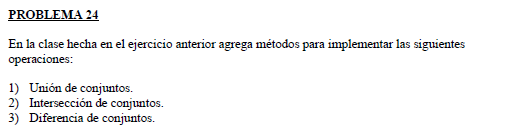 PROBLEMA 24
En la clase hecha en el ejercicio anterior agrega métodos para implementar las siguientes
operaciones:
1) Unión de conjuntos.
2) Intersección de conjuntos.
3) Diferencia de conjuntos.